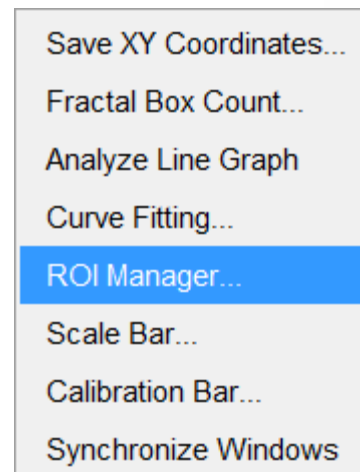 Save XY Coordinates...
Fractal Box Count...
Analyze Line Graph
Curve Fitting...
ROI Manager...
Scale Bar...
Calibration Bar...
Synchronize Windows